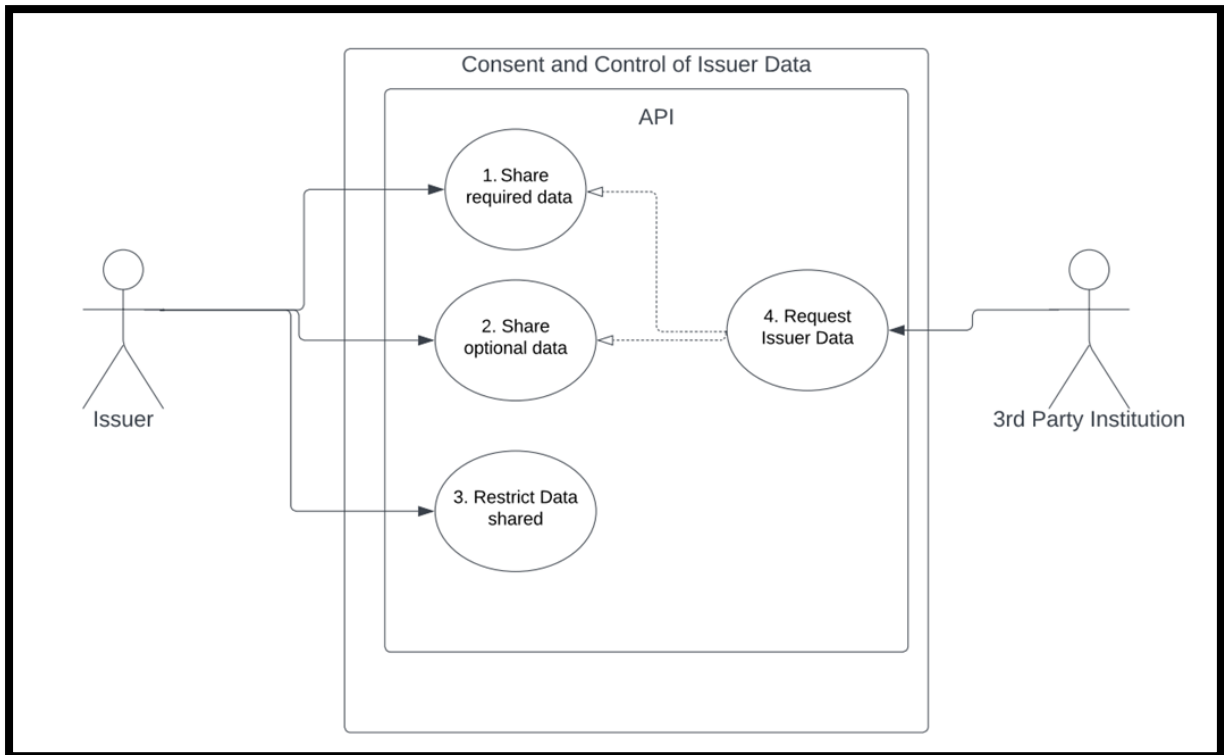 Consent and Control of Issuer Data
API
1. Share
required data
2. Share
optional data
4. Request
Issuer Data
Issuer
3rd Party Institution
3. Restrict Data
shared